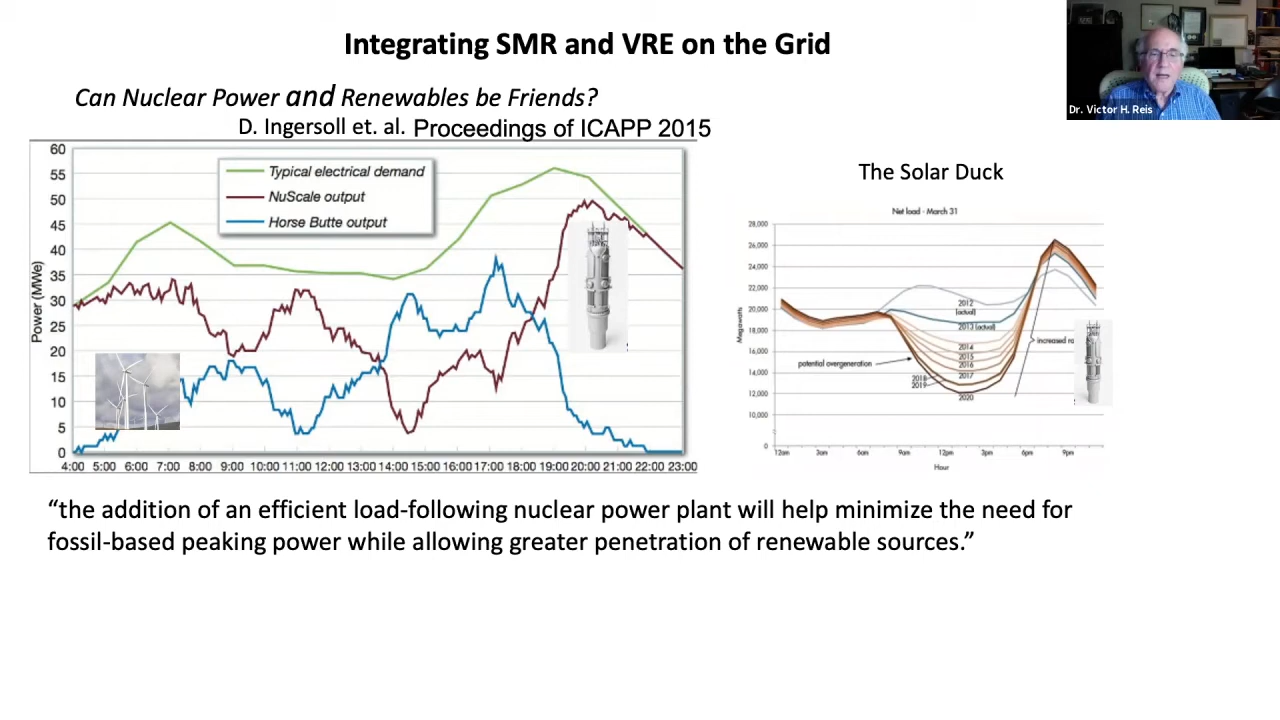 Integrating SMR and VRE on the Grid
Dr. Victor H. Reis
Can Nuclear Power and Renewables be Friends?
D. Ingersoll et. al. Proceedings of ICAPP 2015
Power (MWe)
60
55
50
45
40
35
30
25
20
15
10
5
0
Typical electrical demand
NuScale output
Horse Butte output
4:00 5:00 6:00 7:00 8:00 9:00 10:00 11:00 12:00 13:00 14:00 15:00 16:00 17:00 18:00 19:00 20:00 21:00 22:00 23:00
The Solar Duck
Net load - March 31
Megawatts
28,000
26,000
24,000
22,000
20,000
18,000
16,000
14,000
12,000
10,000
0
2012
(actual)
2013 (actual)
2014
2015
2016
2017
2018
2019
2020
potential overgeneration
increased
12am 3am 6am 9am 12pm 3pm 6pm 9pm
Hour
“the addition of an efficient load-following nuclear power plant will help minimize the need for
fossil-based peaking power while allowing greater penetration of renewable sources.”